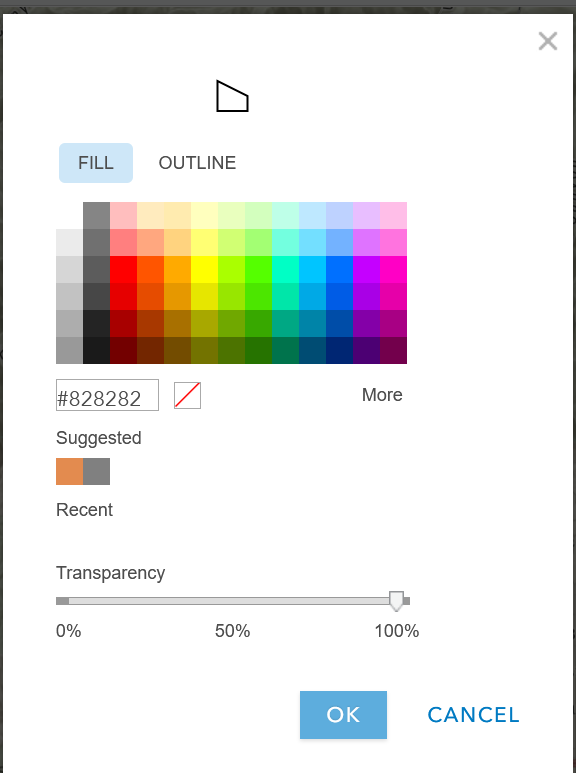 FILL OUTLINE
#828282 More
Suggested
Recent
Transparency
0% 50% 100%
OK CANCEL